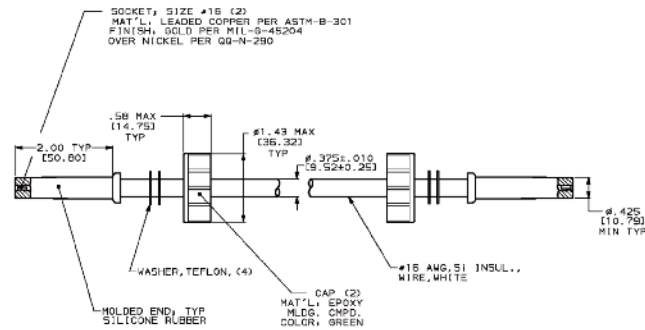 SOCKET, SIZE #16 (2)
MAT'L: LEADED COPPER PER ASTM-B-301
FINISH: GOLD PER MIL-G-45204
OVER NICKEL PER QQ-N-290
.58 MAX
[14.75]
TYP
2.00 TYP
[50.80]
ø1.43 MAX
[36.32]
TYP
ø.375±.010
[9.52±0.25]
ø.425
[10.79]
MIN TYP
WASHER, TEFLON, (4)
#16 AWG, SI INSUL.,
WIRE, WHITE
CAP (2)
MAT'L: EPOXY
MLDG. CMPD.
COLOR: GREEN
MOLDED END, TYP
SILICONE RUBBER